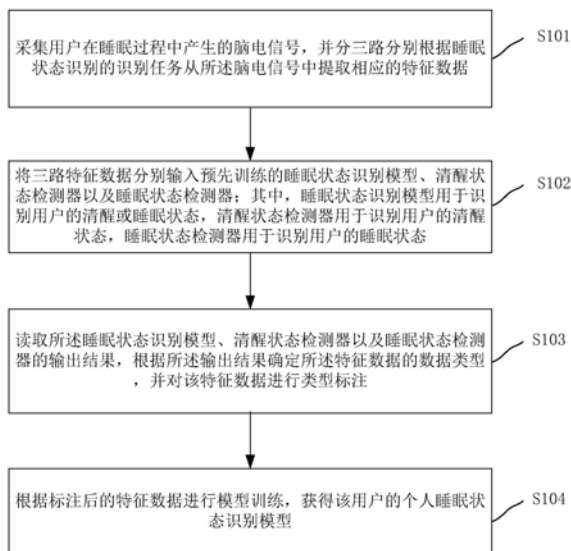 采集用户在睡眠过程中产生的脑电信号，并分三路分别根据睡眠
状态识别的识别任务从所述脑电信号中提取相应的特征数据
S101
将三路特征数据分别输入预先训练的睡眠状态识别模型、清醒状
态检测器以及睡眠状态检测器；其中，睡眠状态识别模型用于识
别用户的清醒或睡眠状态，清醒状态检测器用于识别用户的清醒
状态，睡眠状态检测器用于识别用户的睡眠状态
S102
读取所述睡眠状态识别模型、清醒状态检测器以及睡眠状态检测
器的输出结果，根据所述输出结果确定所述特征数据的数据类型
，并对该特征数据进行类型标注
S103
根据标注后的特征数据进行模型训练，获得该用户的个人睡眠状
态识别模型
S104